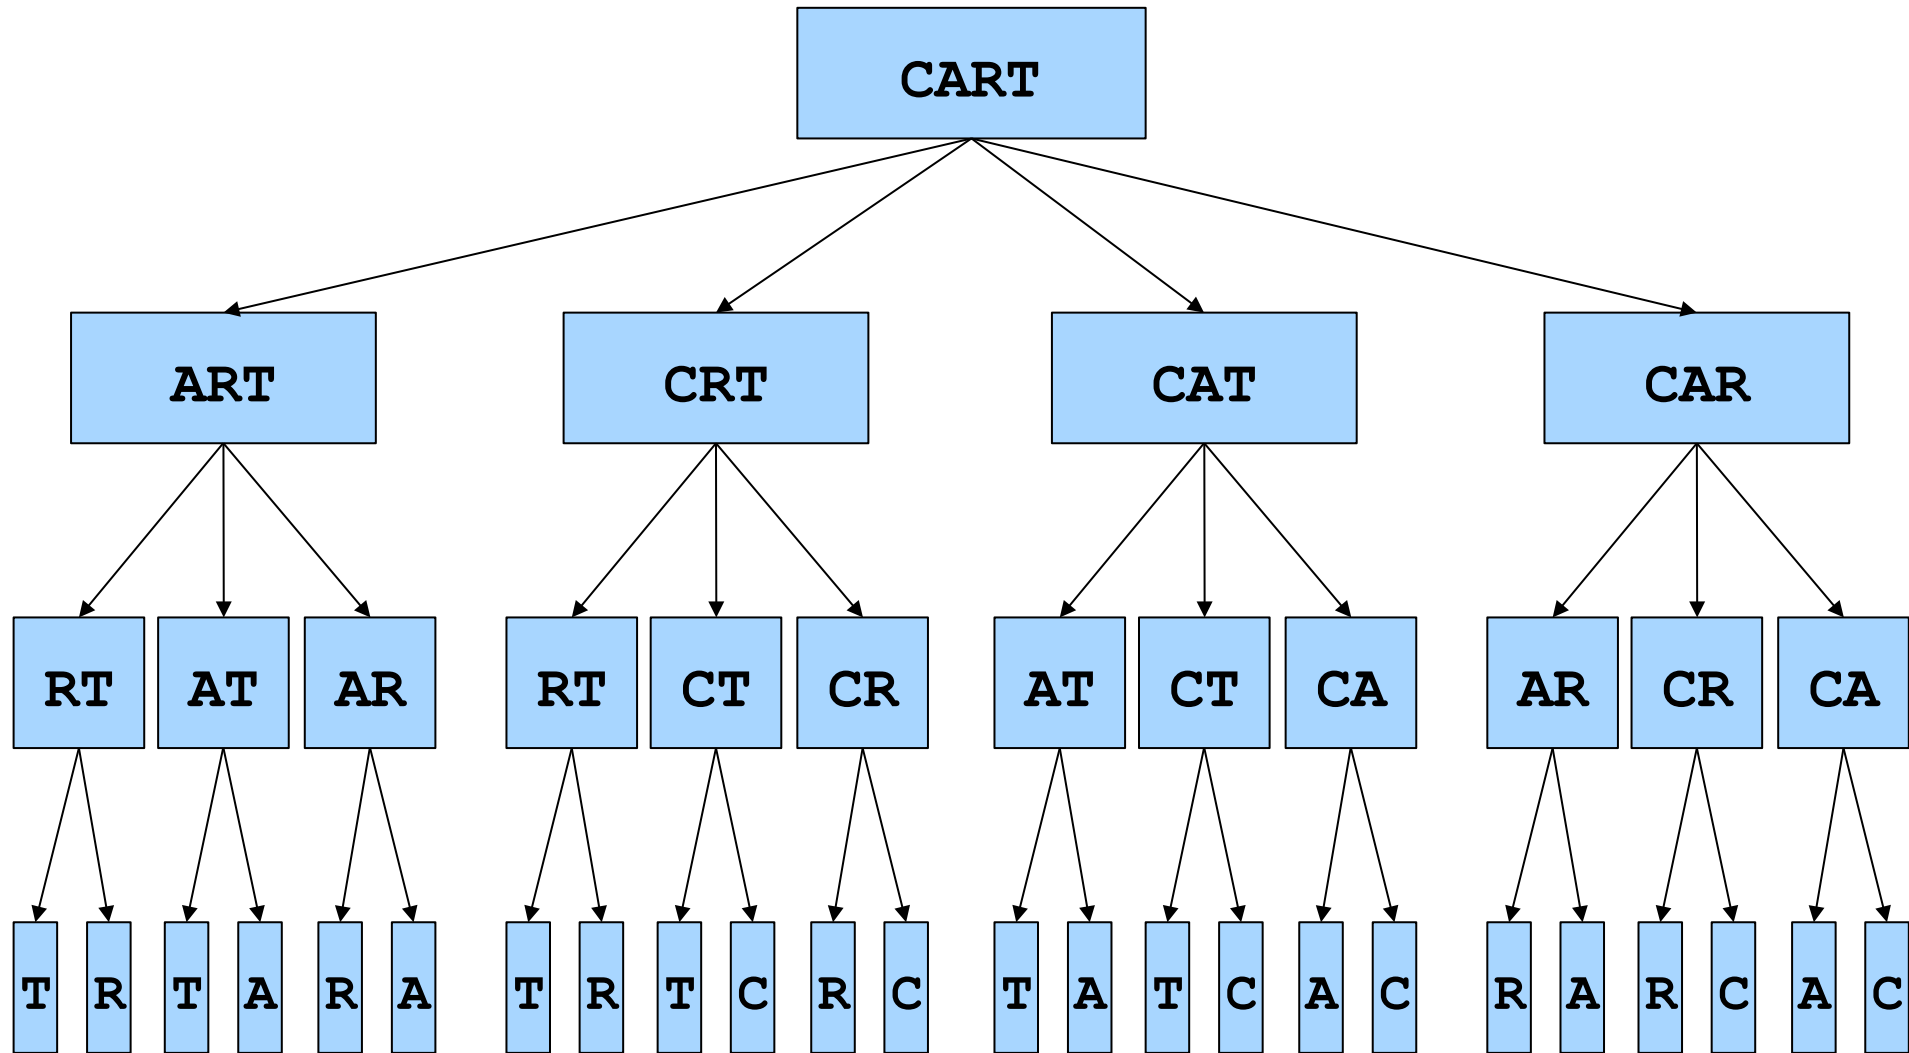 CART
ART CRT CAT CAR
RT AT AR RT CT CR AT CT CA AR CR CA
T R T A R A T R T C R C T A T C A C R A R C A C